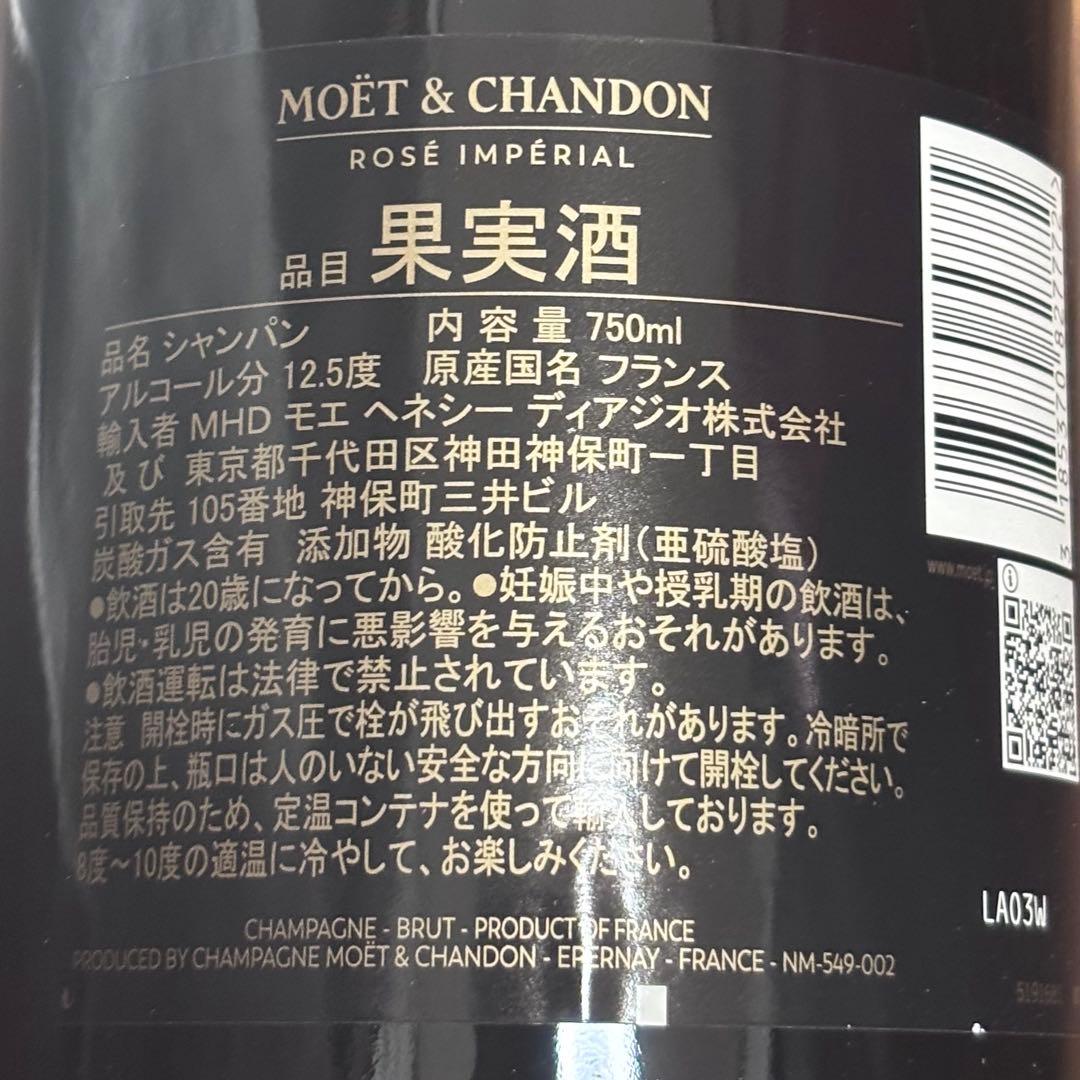 MOËT & CHANDON
ROSÉ IMPÉRIAL
品目 果実酒
品名 シャンパン 内容量 750ml
アルコール分 12.5度 原産国名 フランス
輸入者 MHD モエ ヘネシー ディアジオ株式会社
及び 東京都千代田区神田神保町一丁目
引取先 105番地 神保町三井ビル
炭酸ガス含有 添加物 酸化防止剤(亜硫酸塩)
●飲酒は20歳になってから。●妊娠中や授乳期の飲酒は、
胎児・乳児の発育に悪影響を与えるおそれがあります。
●飲酒運転は法律で禁止されています。
注意 開栓時にガス圧で栓が飛び出すおそれがあります。冷暗所で
保存の上、瓶口は人のいない安全な方向に向けて開栓してください。
品質保持のため、定温コンテナを使って輸入しております。
8度～10度の適温に冷やして、お楽しみください。
CHAMPAGNE - BRUT - PRODUCT OF FRANCE
PRODUCED BY CHAMPAGNE MOËT & CHANDON - EPERNAY - FRANCE - NM-549-002
3 185370 827772 >
www.moet.jp
LA03W